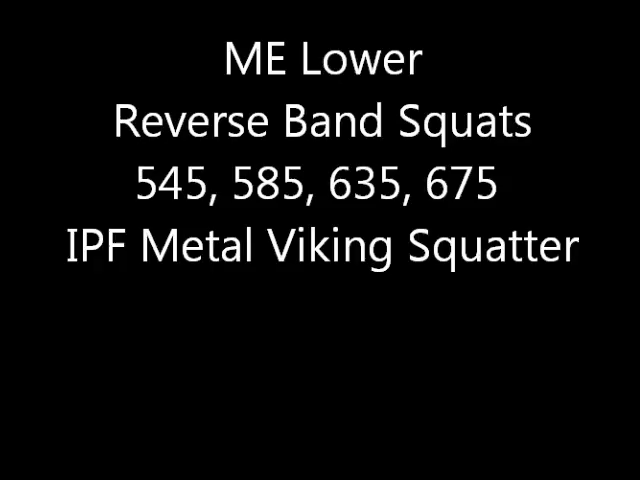 ME Lower
Reverse Band Squats
545, 585, 635, 675
IPF Metal Viking Squatter